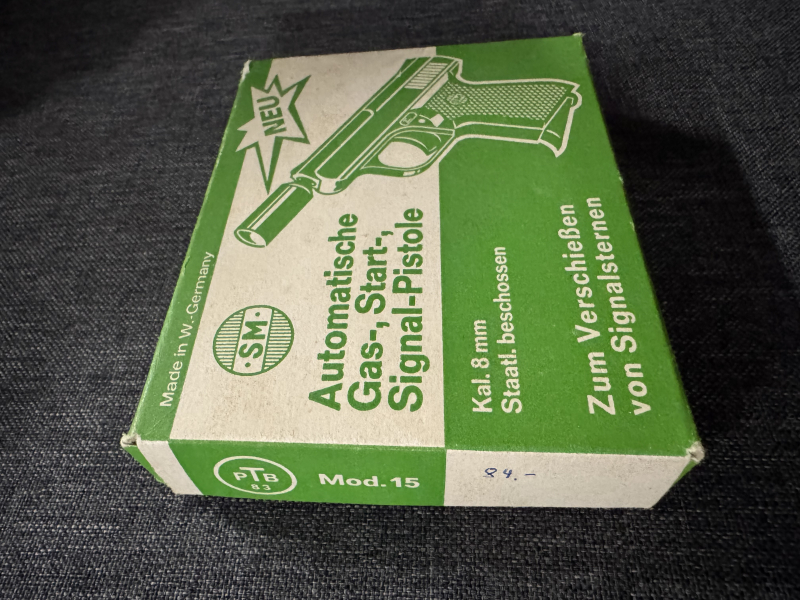 NEU
Made in W.-Germany
·SM·
Automatische
Gas-, Start-,
Signal-Pistole
Kal. 8 mm
Staatl. beschossen
Zum Verschießen
von Signalsternen
PTB
83
Mod. 15
84.-